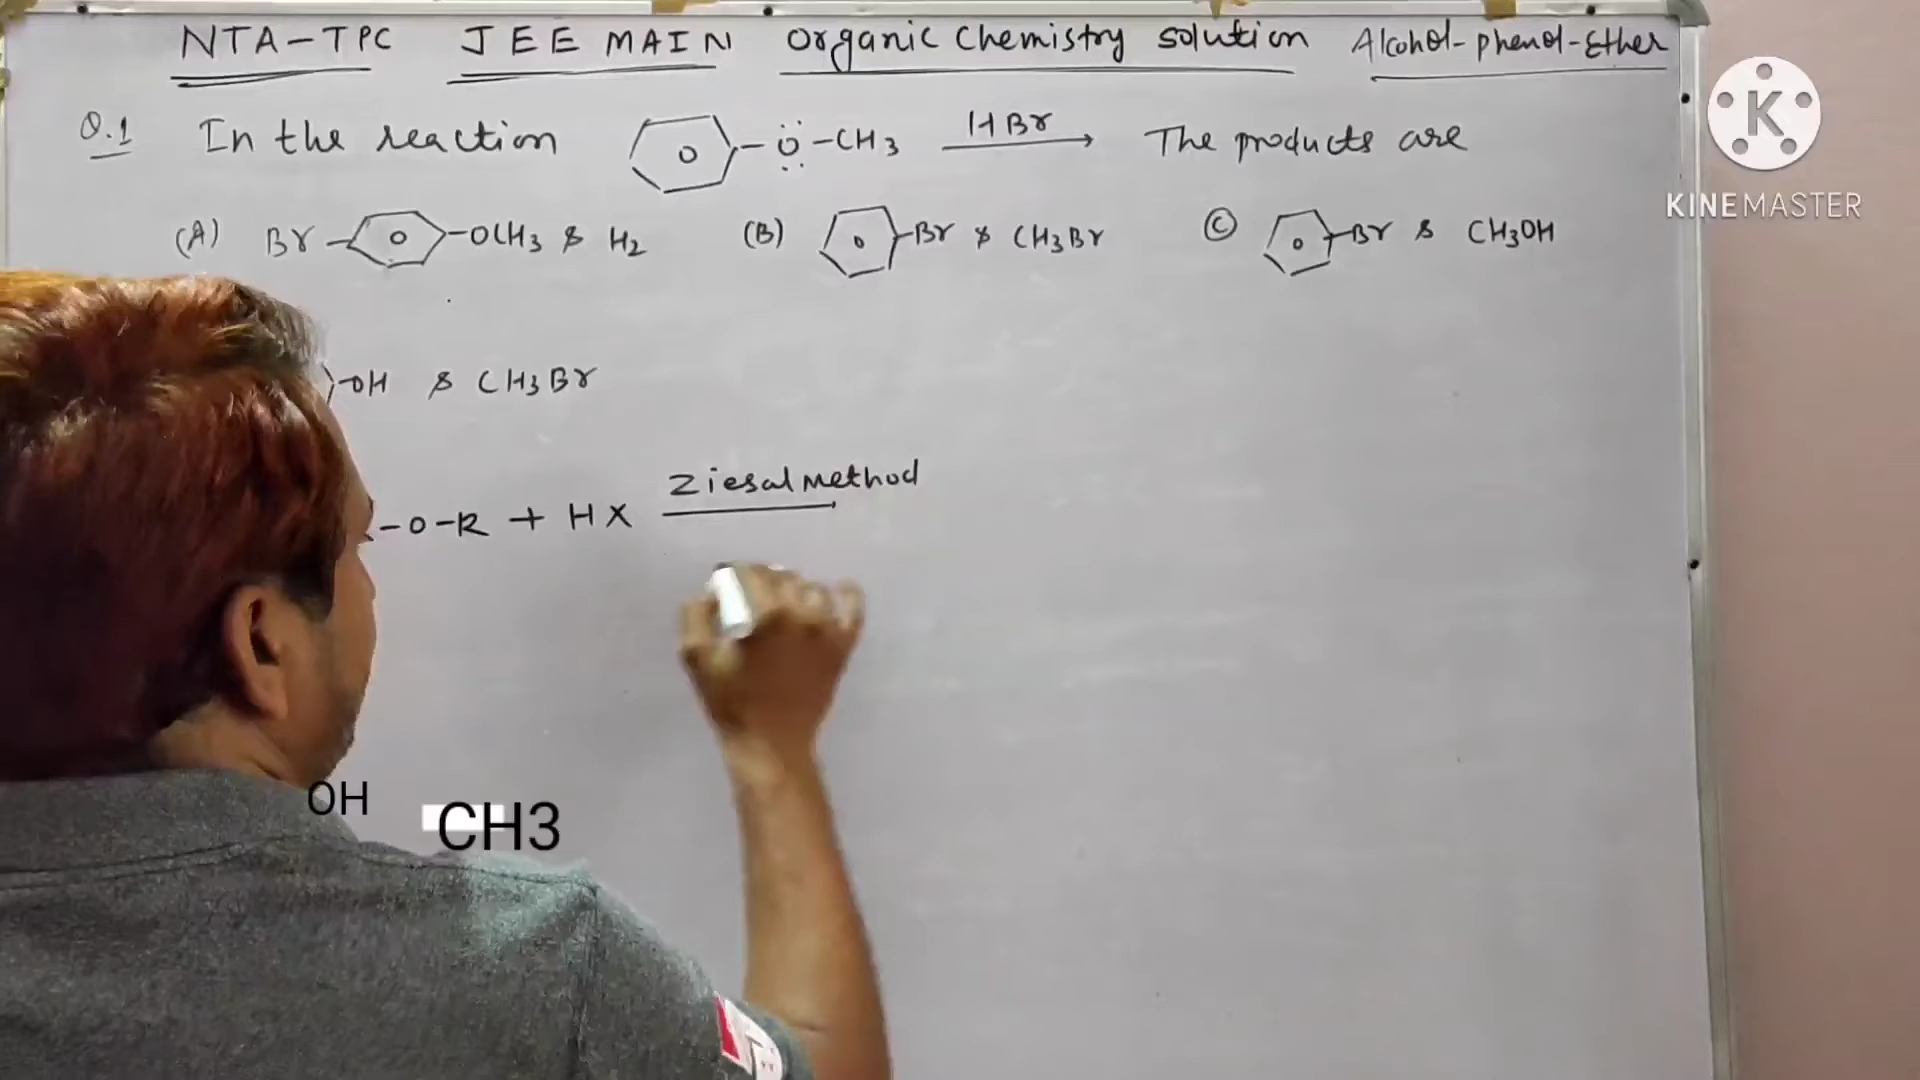 NTA-TPC JEE MAIN Organic Chemistry solution Alcohol-phenol-Ether
Q.1 In the reaction O -O-CH3 HBr The products are
(A) Br- O -OCH3 & H2 (B) O -Br & CH3Br (C) O -Br & CH3OH
-OH & CH3Br
Ziesal method
-O-R + HX
OH
CH3
K
KINEMASTER